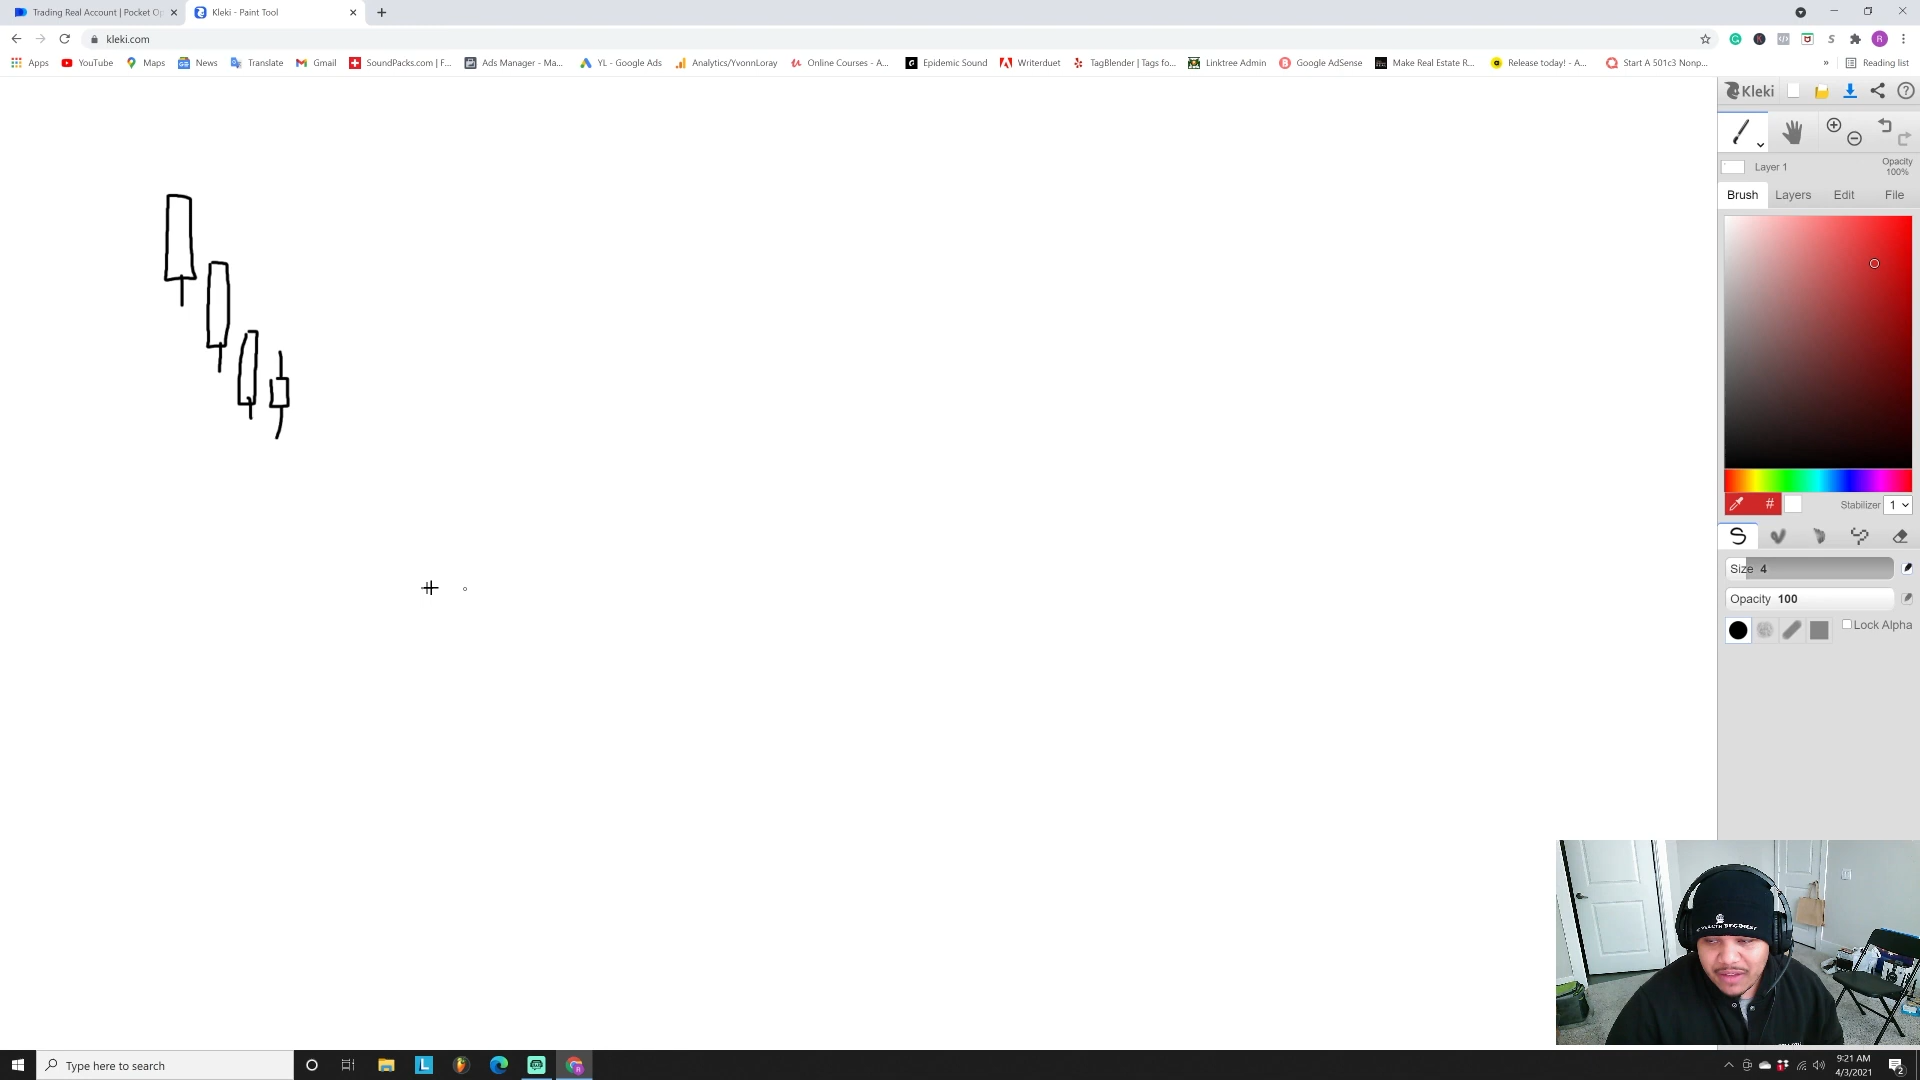 Trading Real Account | Pocket Op
Kleki - Paint Tool
kleki.com
Apps
YouTube
Maps
News
Translate
Gmail
SoundPacks.com | F...
Ads Manager - Ma...
YL - Google Ads
Analytics/YvonnLoray
Online Courses - A...
Epidemic Sound
Writerduet
TagBlender | Tags fo...
Linktree Admin
Google AdSense
Make Real Estate R...
Release today! - A...
Start A 501c3 Nonp...
»
Reading list
Kleki
Layer 1
Opacity
100%
Brush
Layers
Edit
File
#
Stabilizer 1
Size 4
Opacity 100
Lock Alpha
Type here to search
9:21 AM
4/3/2021